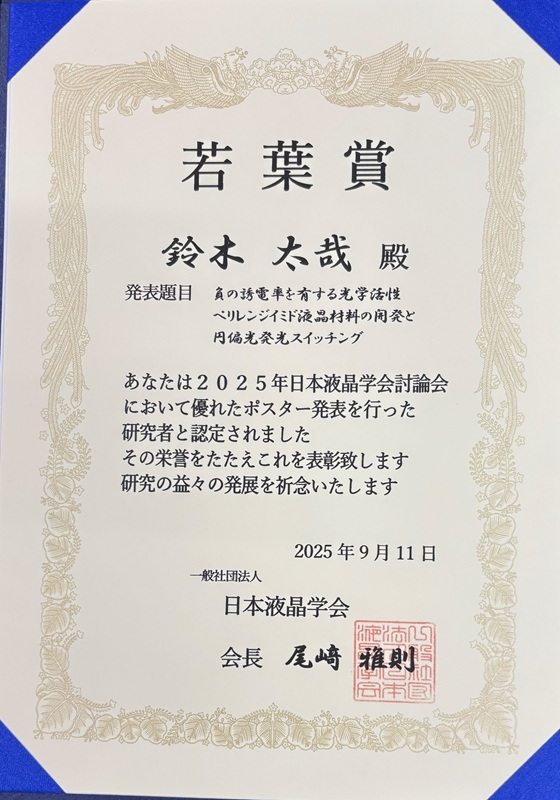 若葉賞
鈴木 太哉 殿
発表題目 負の誘電率を有する光学活性
ペリレンジイミド液晶材料の開発と
円偏光発光スイッチング
あなたは2025年日本液晶学会討論会
において優れたポスター発表を行った
研究者と認定されました
その栄誉をたたえこれを表彰致します
研究の益々の発展を祈念いたします
2025年9月11日
一般社団法人
日本液晶学会
会長 尾﨑 雅則